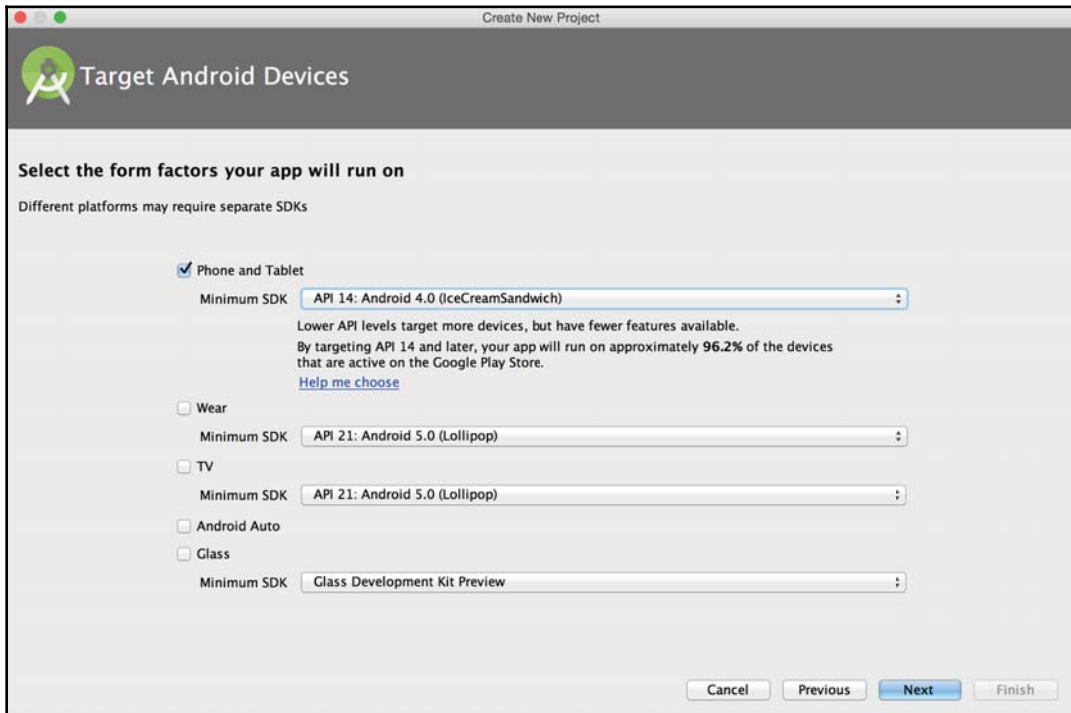 Create New Project
Target Android Devices
Select the form factors your app will run on
Different platforms may require separate SDKs
Phone and Tablet
Minimum SDK API 14: Android 4.0 (IceCreamSandwich)
Lower API levels target more devices, but have fewer features available.
By targeting API 14 and later, your app will run on approximately 96.2% of the devices
that are active on the Google Play Store.
Help me choose
Wear
Minimum SDK API 21: Android 5.0 (Lollipop)
TV
Minimum SDK API 21: Android 5.0 (Lollipop)
Android Auto
Glass
Minimum SDK Glass Development Kit Preview
Cancel Previous Next Finish